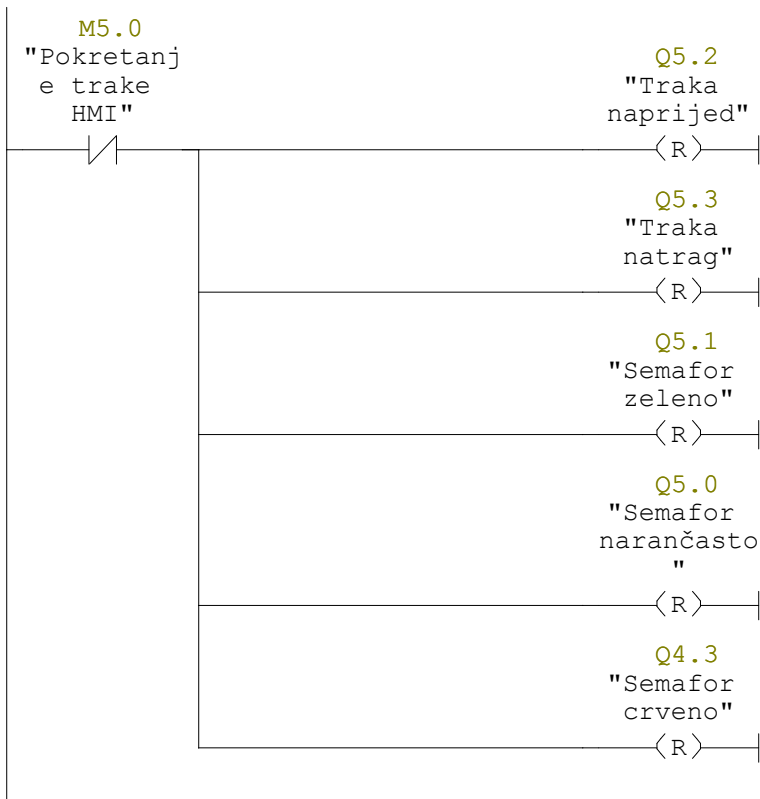 M5.0
"Pokretanj
e trake
HMI"
Q5.2
"Traka
naprijed"
R
Q5.3
"Traka
natrag"
R
Q5.1
"Semafor
zeleno"
R
Q5.0
"Semafor
narančasto
"
R
Q4.3
"Semafor
crveno"
R